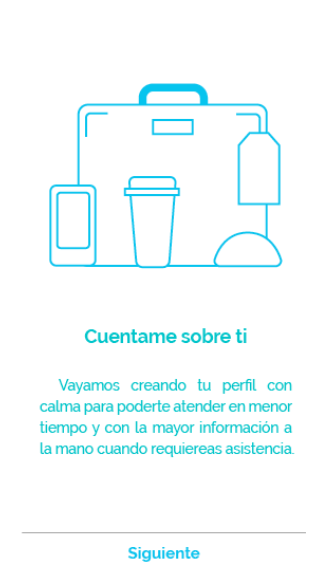 Cuentame sobre ti
Vayamos creando tu perfil con
calma para poderte atender en menor
tiempo y con la mayor información a
la mano cuando requiereas asistencia.
Siguiente